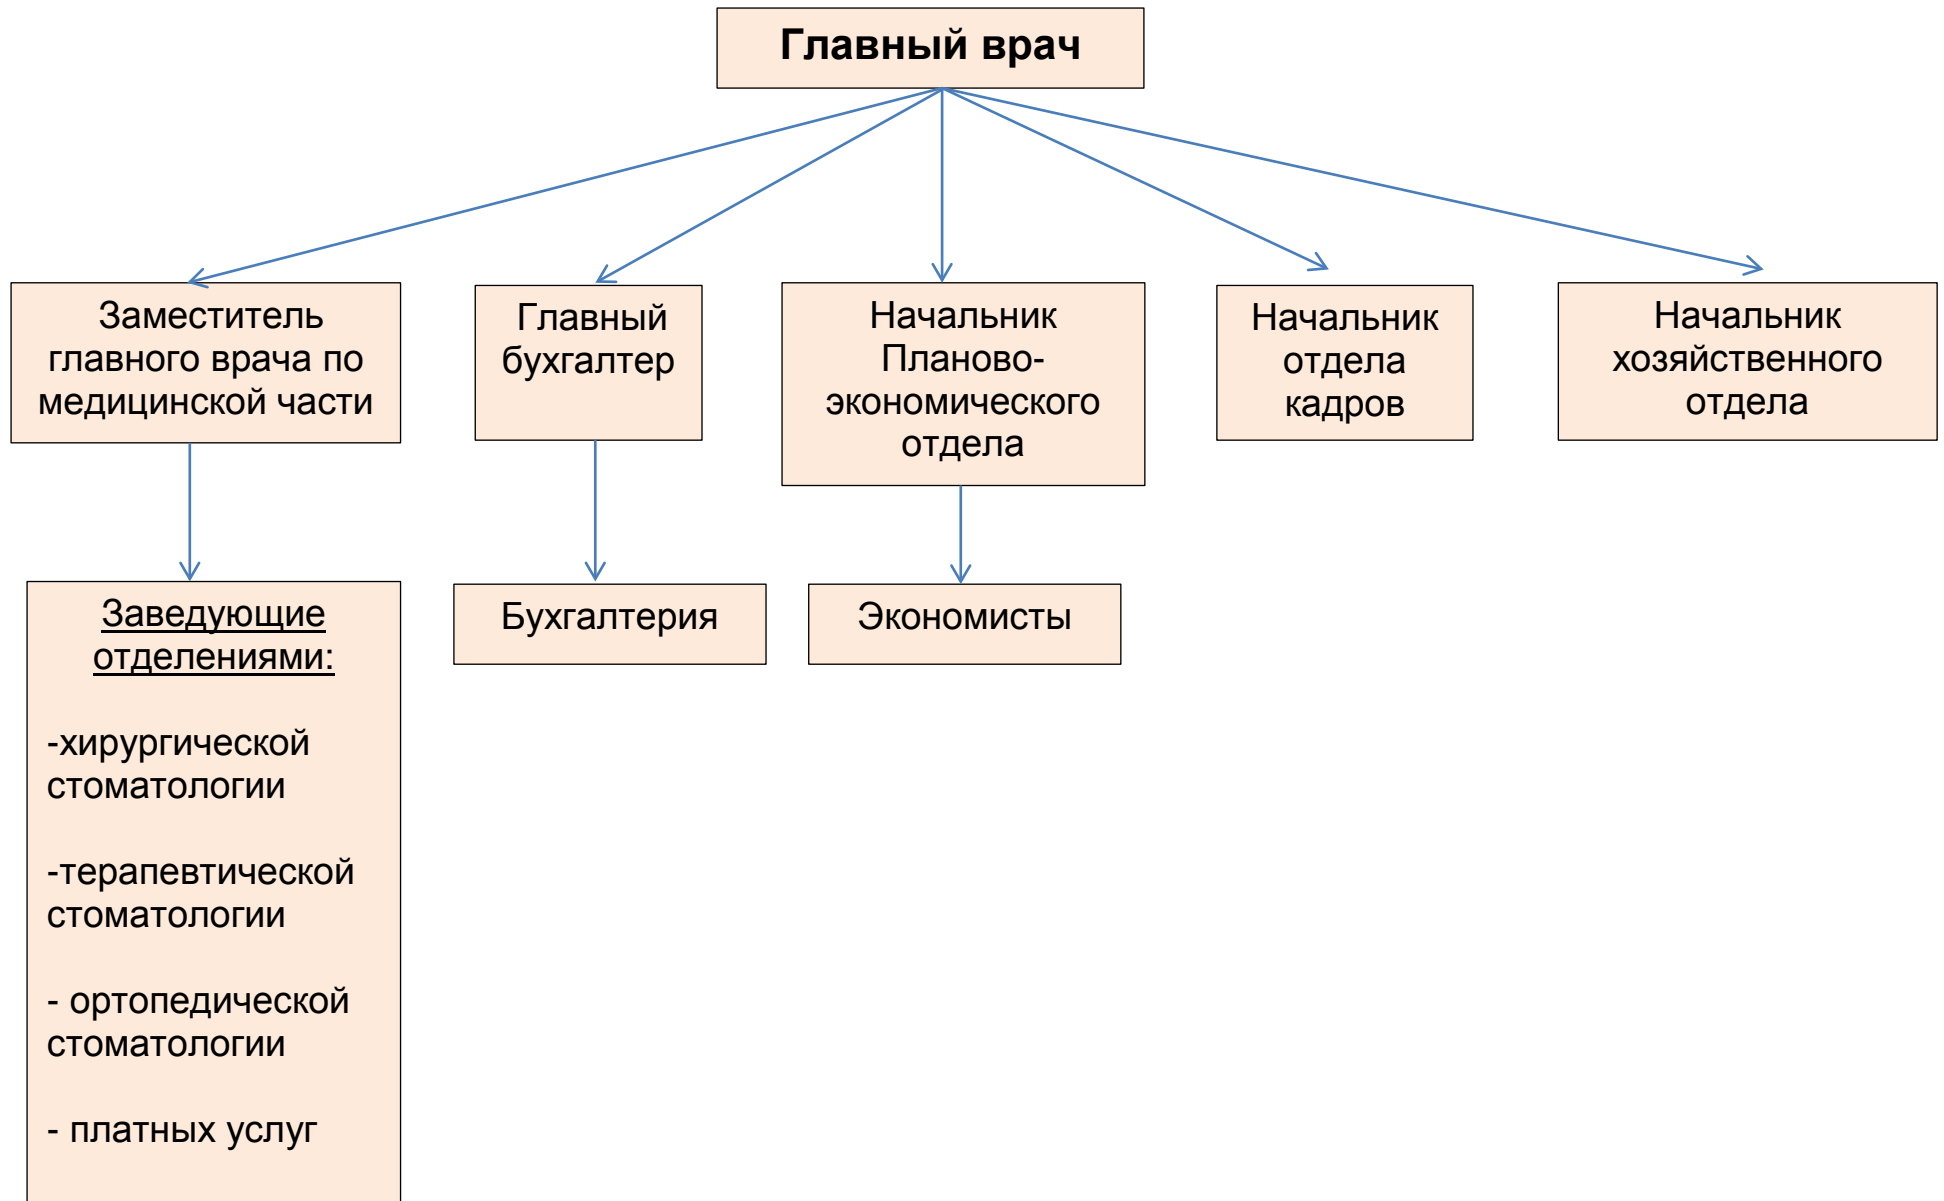 Главный врач
Заместитель
главного врача по
медицинской части
Главный
бухгалтер
Начальник
Планово-
экономического
отдела
Начальник
отдела
кадров
Начальник
хозяйственного
отдела
Заведующие
отделениями:
-хирургической
стоматологии
-терапевтической
стоматологии
- ортопедической
стоматологии
- платных услуг
Бухгалтерия
Экономисты